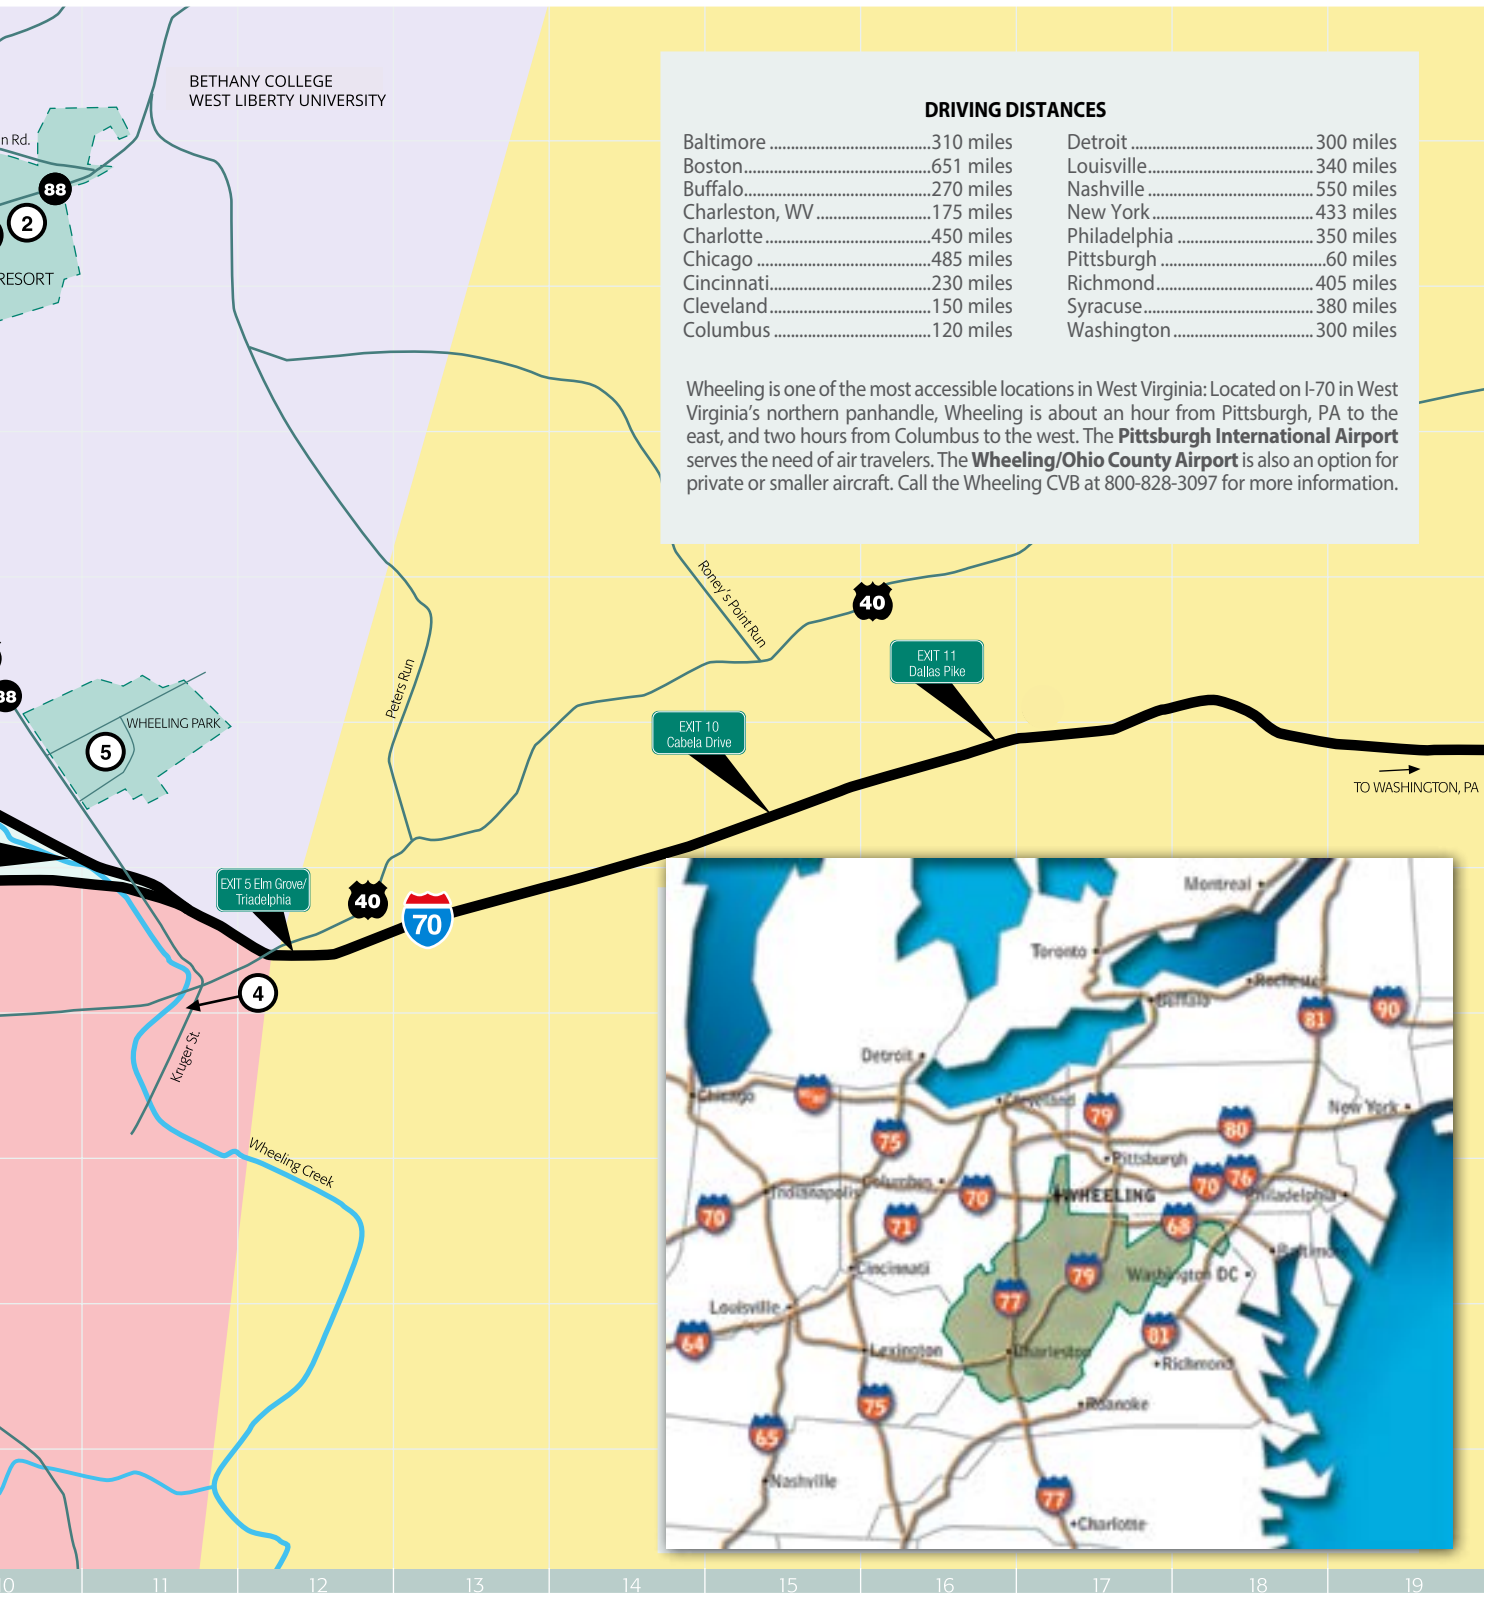 BETHANY COLLEGE
WEST LIBERTY UNIVERSITY
n Rd.
88
2
RESORT
DRIVING DISTANCES
Baltimore 310 miles
Boston 651 miles
Buffalo 270 miles
Charleston, WV 175 miles
Charlotte 450 miles
Chicago 485 miles
Cincinnati 230 miles
Cleveland 150 miles
Columbus 120 miles
Detroit 300 miles
Louisville 340 miles
Nashville 550 miles
New York 433 miles
Philadelphia 350 miles
Pittsburgh 60 miles
Richmond 405 miles
Syracuse 380 miles
Washington 300 miles
Wheeling is one of the most accessible locations in West Virginia: Located on I-70 in West
Virginia's northern panhandle, Wheeling is about an hour from Pittsburgh, PA to the
east, and two hours from Columbus to the west. The Pittsburgh International Airport
serves the need of air travelers. The Wheeling/Ohio County Airport is also an option for
private or smaller aircraft. Call the Wheeling CVB at 800-828-3097 for more information.
Roney's Point Run
40
EXIT 11
Dallas Pike
Peters Run
88
WHEELING PARK
5
EXIT 10
Cabela Drive
TO WASHINGTON, PA
EXIT 5 Elm Grove/
Triadelphia
40
70
4
Kruger St.
Wheeling Creek
Montreal
Toronto
Rochester
Buffalo
81
90
Detroit
Chicago
Cleveland
79
New York
75
80
Pittsburgh
Indianapolis
Columbus
70
WHEELING
70
76
Philadelphia
70
71
68
Baltimore
Cincinnati
79
Washington DC
77
Louisville
64
81
Lexington
Charleston
Richmond
75
Roanoke
65
Nashville
77
Charlotte
10
11
12
13
14
15
16
17
18
19